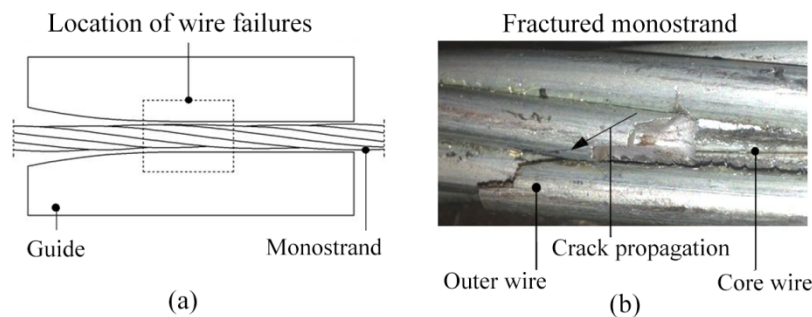 Location of wire failures
Guide
Monostrand
(a)
Fractured monostrand
Crack propagation
Outer wire
Core wire
(b)